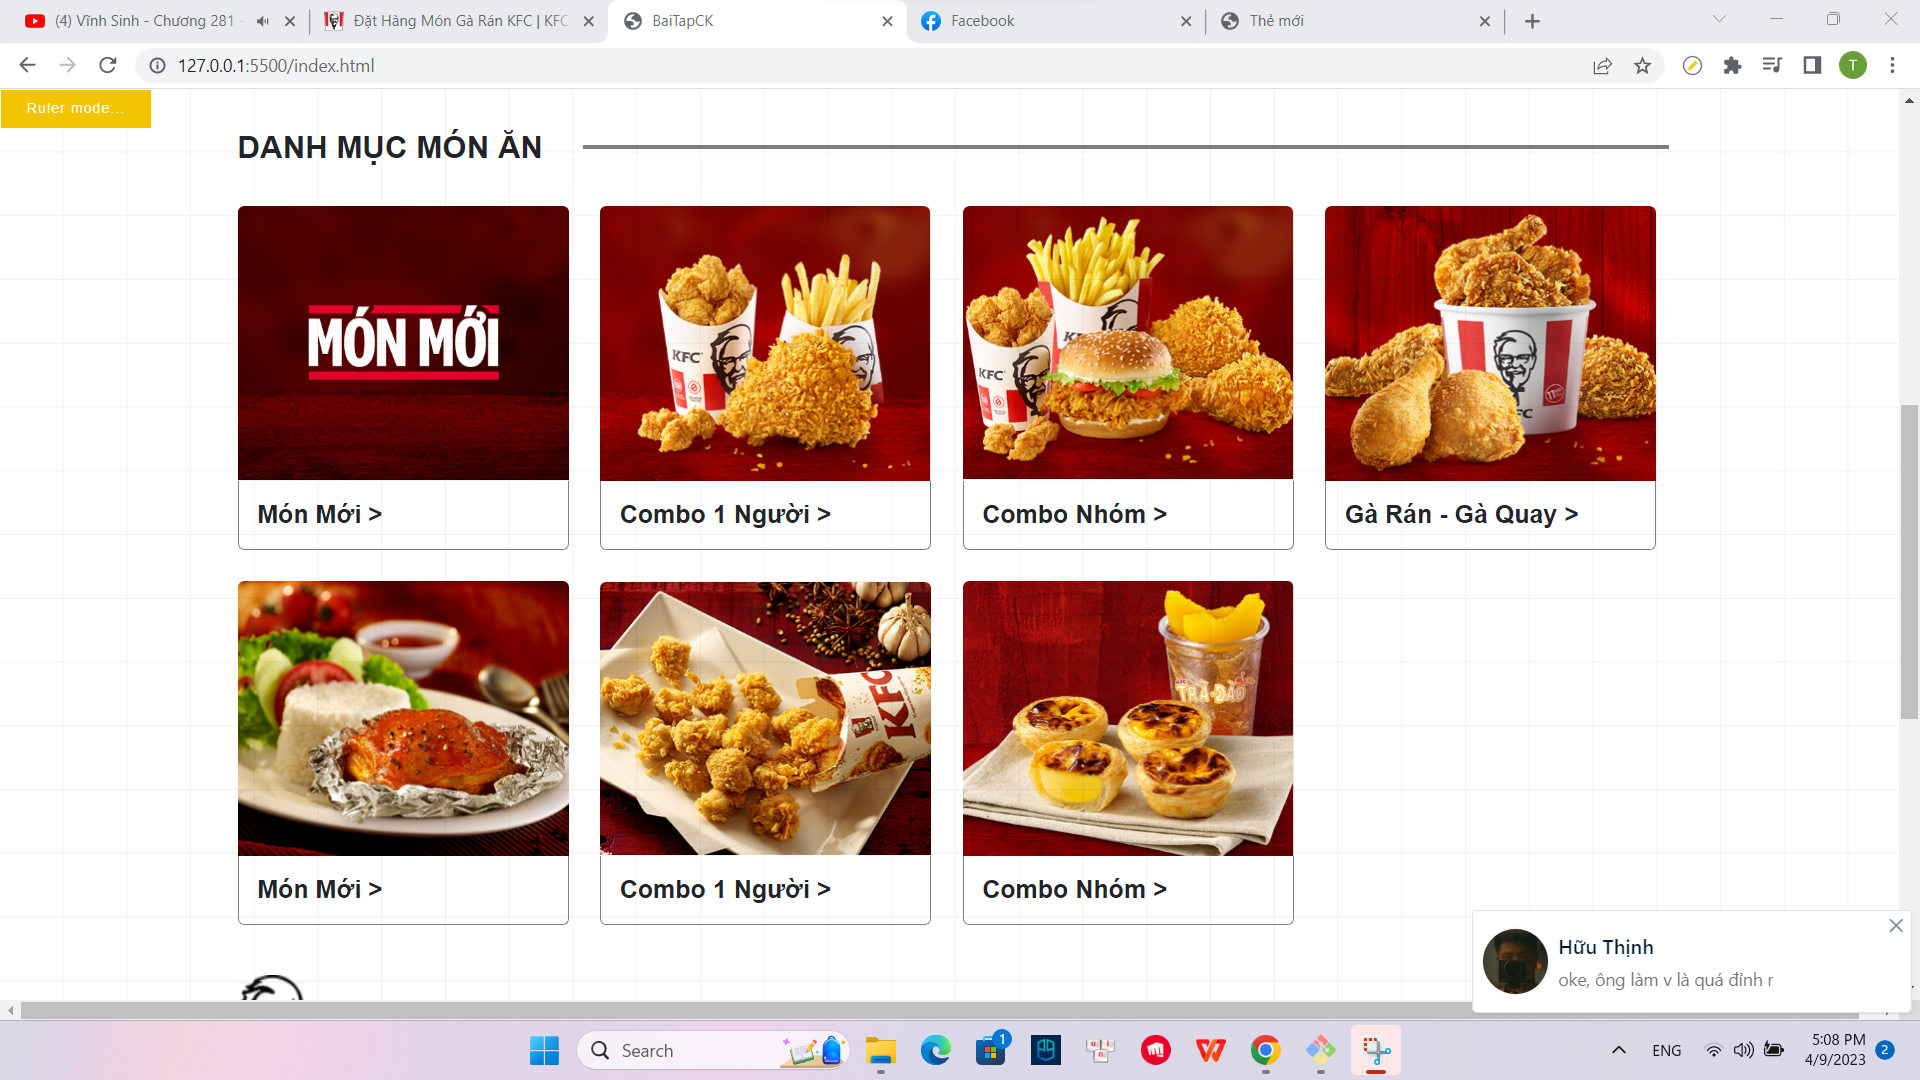 (4) Vĩnh Sinh - Chương 281 -
Đặt Hàng Món Gà Rán KFC | KFC
BaiTapCK
Facebook
Thẻ mới
127.0.0.1:5500/index.html
T
Ruler mode...
DANH MỤC MÓN ĂN
MÓN MỚI
KFC
KFC
KFC
Món Mới >
Combo 1 Người >
Combo Nhóm >
Gà Rán - Gà Quay >
KFC
TRÀ ĐÀO
Món Mới >
Combo 1 Người >
Combo Nhóm >
Hữu Thịnh
oke, ông làm v là quá đỉnh r
Search
1
ENG
5:08 PM
4/9/2023
2